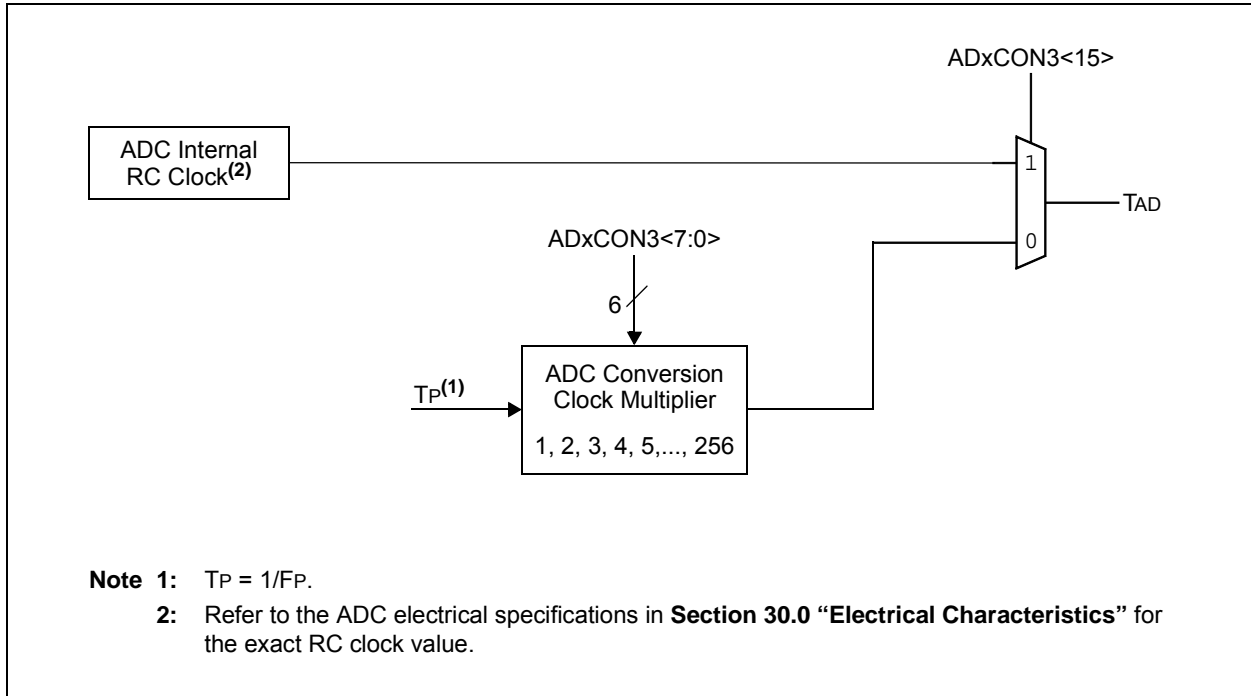 ADxCON3<15>
ADC Internal
RC Clock(2)
1
TAD
ADxCON3<7:0>
0
6
TP(1)
ADC Conversion
Clock Multiplier
1, 2, 3, 4, 5,..., 256
Note 1: TP = 1/FP.
2: Refer to the ADC electrical specifications in Section 30.0 “Electrical Characteristics” for
the exact RC clock value.